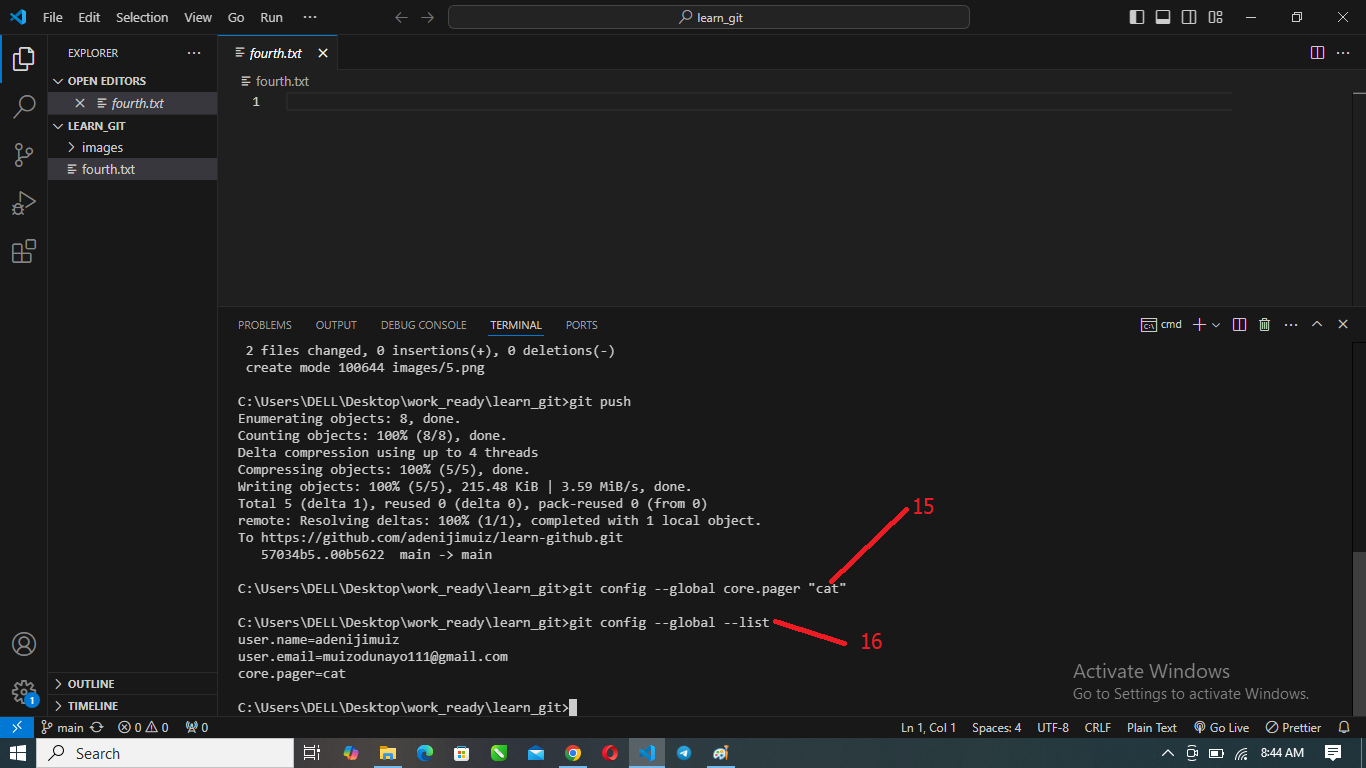 File Edit Selection View Go Run ··· learn_git
EXPLORER ···
OPEN EDITORS
fourth.txt
LEARN_GIT
images
fourth.txt
OUTLINE
TIMELINE
fourth.txt
fourth.txt
1
PROBLEMS OUTPUT DEBUG CONSOLE TERMINAL PORTS cmd
2 files changed, 0 insertions(+), 0 deletions(-)
create mode 100644 images/5.png
C:\Users\DELL\Desktop\work_ready\learn_git>git push
Enumerating objects: 8, done.
Counting objects: 100% (8/8), done.
Delta compression using up to 4 threads
Compressing objects: 100% (5/5), done.
Writing objects: 100% (5/5), 215.48 KiB | 3.59 MiB/s, done.
Total 5 (delta 1), reused 0 (delta 0), pack-reused 0 (from 0)
remote: Resolving deltas: 100% (1/1), completed with 1 local object.
To https://github.com/adenijimuiz/learn-github.git
57034b5..00b5622 main -> main
15
C:\Users\DELL\Desktop\work_ready\learn_git>git config --global core.pager "cat"
C:\Users\DELL\Desktop\work_ready\learn_git>git config --global --list
16
user.name=adenijimuiz
user.email=muizodunayo111@gmail.com
core.pager=cat
C:\Users\DELL\Desktop\work_ready\learn_git>
Activate Windows
Go to Settings to activate Windows.
1
main 0 0 0 Ln 1, Col 1 Spaces: 4 UTF-8 CRLF Plain Text Go Live Prettier
Search 8:44 AM